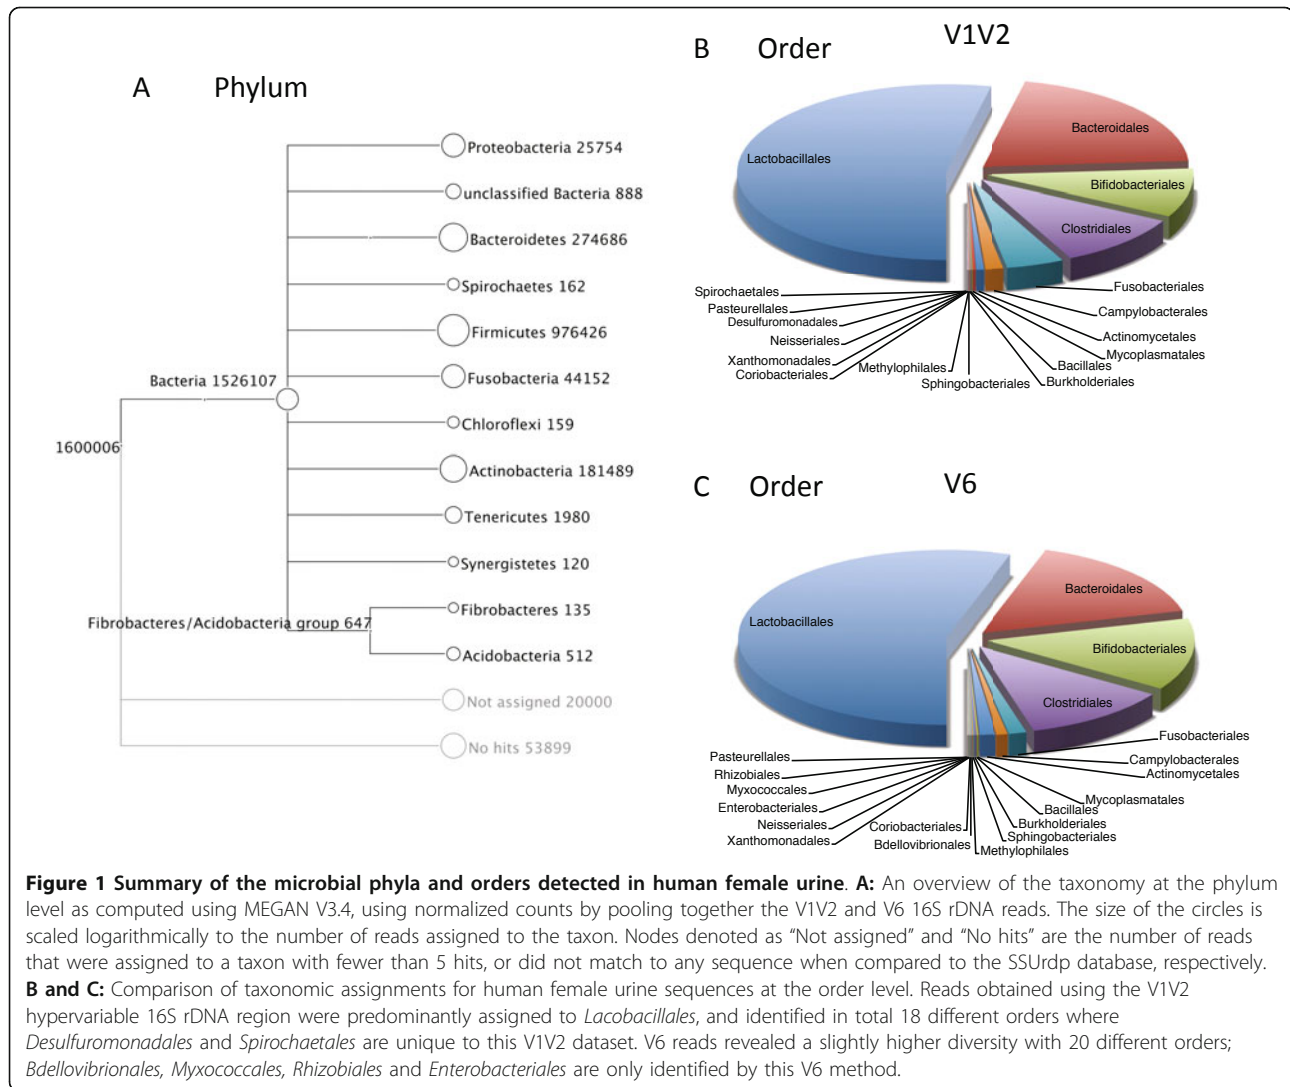 A Phylum
Proteobacteria 25754
unclassified Bacteria 888
Bacteroidetes 274686
Spirochaetes 162
Firmicutes 976426
Bacteria 1526107
Fusobacteria 44152
Chloroflexi 159
1600006
Actinobacteria 181489
Tenericutes 1980
Synergistetes 120
Fibrobacteres 135
Fibrobacteres/Acidobacteria group 647
Acidobacteria 512
Not assigned 20000
No hits 53899
B Order V1V2
Bacteroidales
Lactobacillales
Bifidobacteriales
Clostridiales
Spirochaetales
Pasteurellales
Desulfuromonadales
Neisseriales
Xanthomonadales
Coriobacteriales
Methylophilales
Sphingobacteriales
Fusobacteriales
Campylobacterales
Actinomycetales
Mycoplasmatales
Bacillales
Burkholderiales
C Order V6
Bacteroidales
Lactobacillales
Bifidobacteriales
Clostridiales
Pasteurellales
Rhizobiales
Myxococcales
Enterobacteriales
Neisseriales
Xanthomonadales
Coriobacteriales
Bdellovibrionales
Fusobacteriales
Campylobacterales
Actinomycetales
Mycoplasmatales
Bacillales
Burkholderiales
Sphingobacteriales
Methylophilales
Figure 1 Summary of the microbial phyla and orders detected in human female urine. A: An overview of the taxonomy at the phylum
level as computed using MEGAN V3.4, using normalized counts by pooling together the V1V2 and V6 16S rDNA reads. The size of the circles is
scaled logarithmically to the number of reads assigned to the taxon. Nodes denoted as “Not assigned” and “No hits” are the number of reads
that were assigned to a taxon with fewer than 5 hits, or did not match to any sequence when compared to the SSUrdp database, respectively.
B and C: Comparison of taxonomic assignments for human female urine sequences at the order level. Reads obtained using the V1V2
hypervariable 16S rDNA region were predominantly assigned to Lacobacillales, and identified in total 18 different orders where
Desulfuromonadales and Spirochaetales are unique to this V1V2 dataset. V6 reads revealed a slightly higher diversity with 20 different orders;
Bdellovibrionales, Myxococcales, Rhizobiales and Enterobacteriales are only identified by this V6 method.